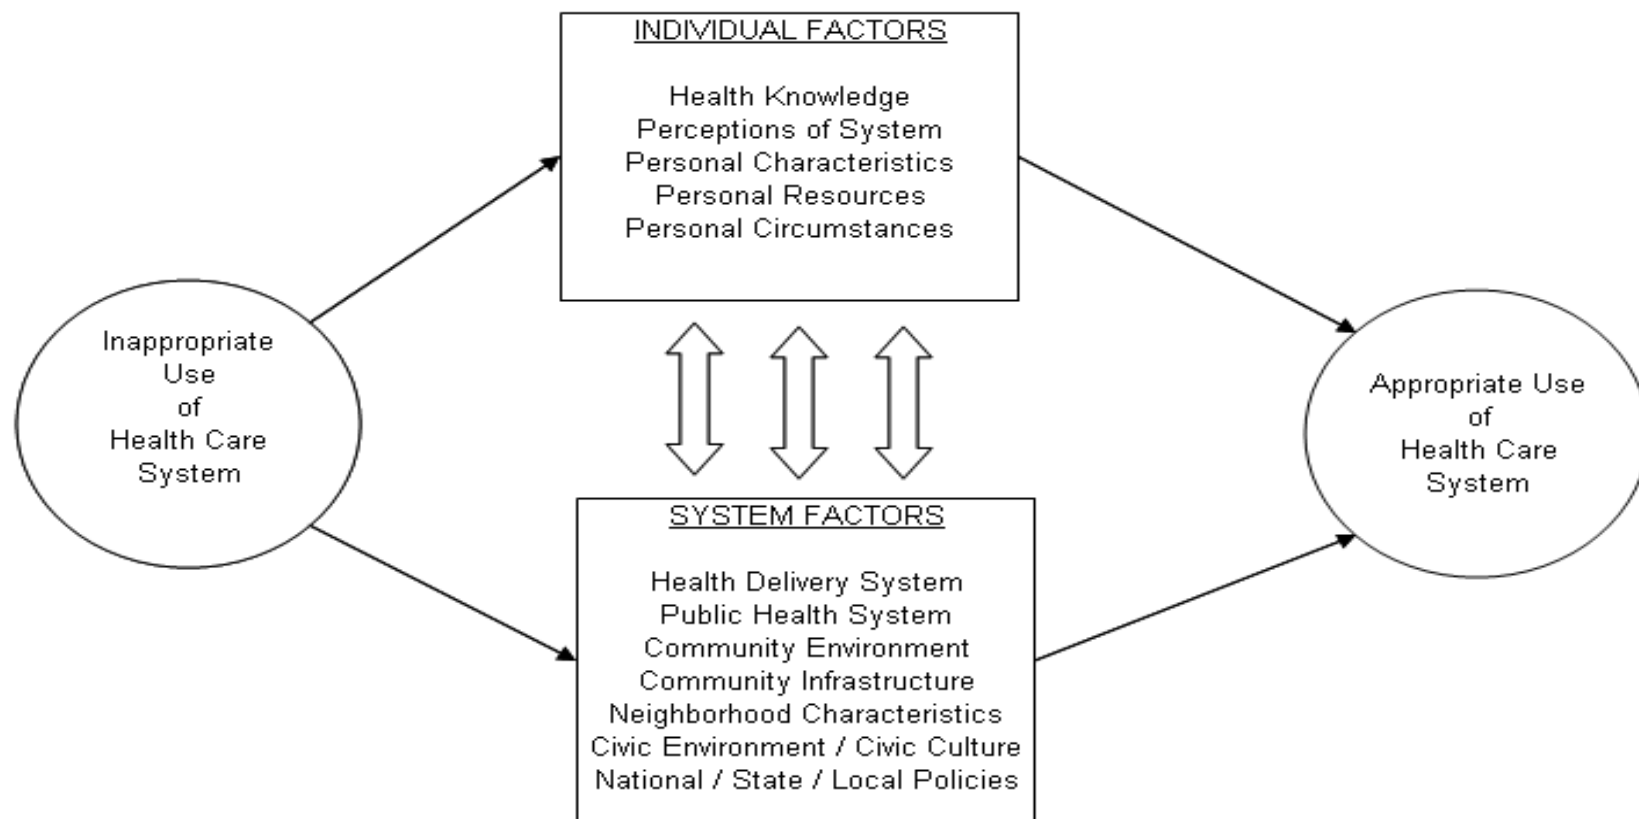 INDIVIDUAL FACTORS
Health Knowledge
Perceptions of System
Personal Characteristics
Personal Resources
Personal Circumstances
Inappropriate
Use
of
Health Care
System
Appropriate Use
of
Health Care
System
SYSTEM FACTORS
Health Delivery System
Public Health System
Community Environment
Community Infrastructure
Neighborhood Characteristics
Civic Environment / Civic Culture
National / State / Local Policies